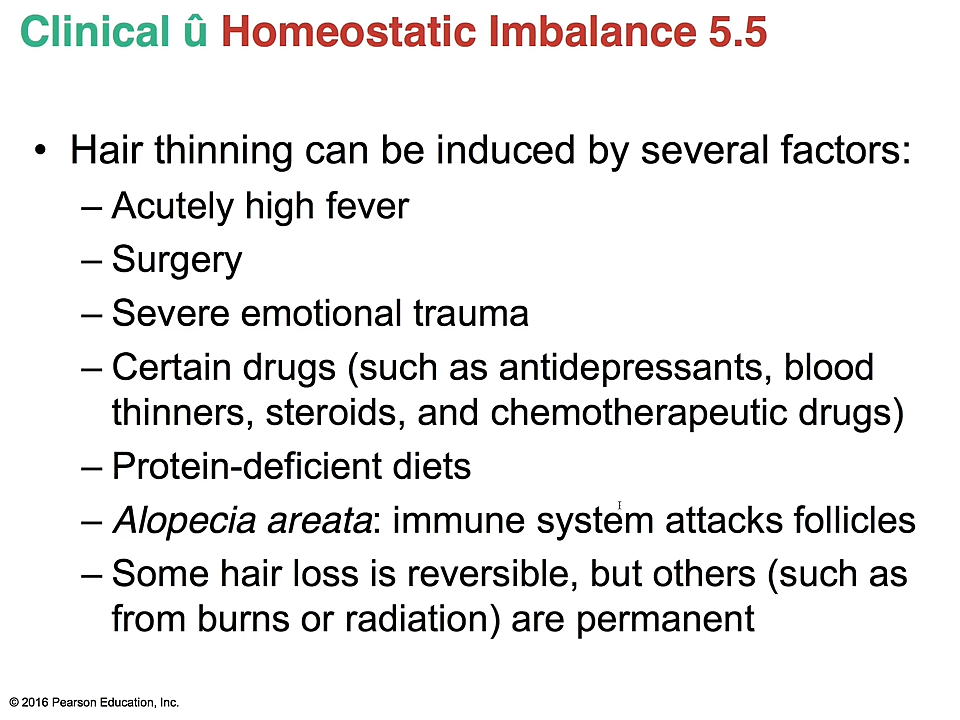 Clinical û Homeostatic Imbalance 5.5
• Hair thinning can be induced by several factors:
– Acutely high fever
– Surgery
– Severe emotional trauma
– Certain drugs (such as antidepressants, blood
thinners, steroids, and chemotherapeutic drugs)
– Protein-deficient diets
– Alopecia areata: immune system attacks follicles
– Some hair loss is reversible, but others (such as
from burns or radiation) are permanent
© 2016 Pearson Education, Inc.